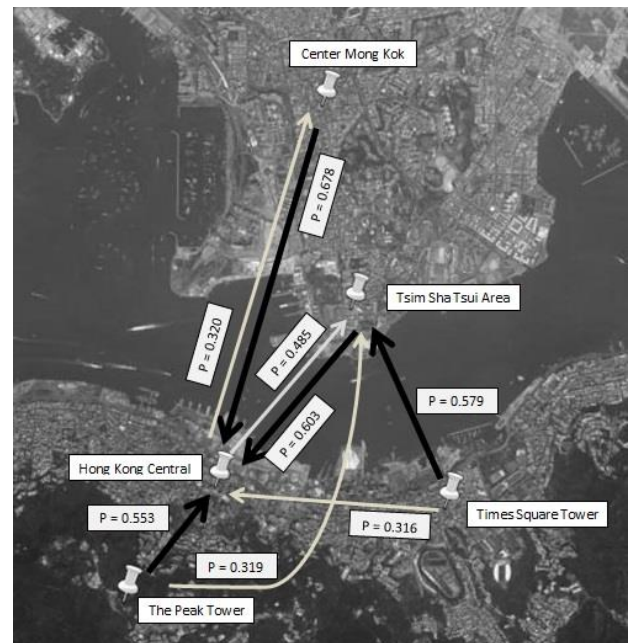 Center Mong Kok
P = 0.678
Tsim Sha Tsui Area
P = 0.320
P = 0.485
P = 0.579
P = 0.603
Hong Kong Central
P = 0.553
P = 0.316
Times Square Tower
P = 0.319
The Peak Tower